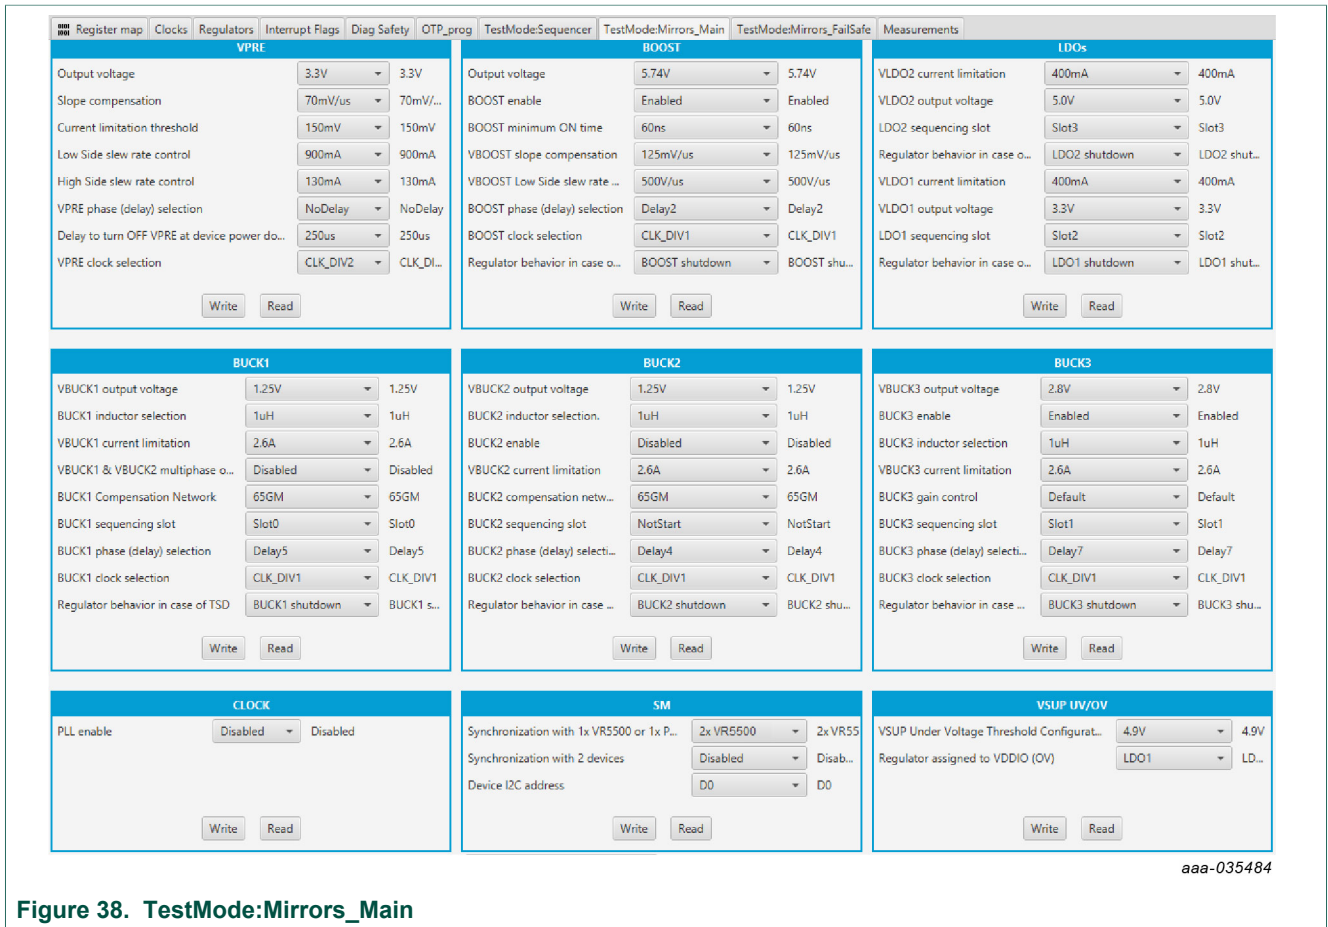 Register map Clocks Regulators Interrupt Flags Diag Safety OTP_prog TestMode:Sequencer TestMode:Mirrors_Main TestMode:Mirrors_FailSafe Measurements
VPRE
Output voltage 3.3V 3.3V
Slope compensation 70mV/us 70mV/...
Current limitation threshold 150mV 150mV
Low Side slew rate control 900mA 900mA
High Side slew rate control 130mA 130mA
VPRE phase (delay) selection NoDelay NoDelay
Delay to turn OFF VPRE at device power do... 250us 250us
VPRE clock selection CLK_DIV2 CLK_DI...
Write Read
BOOST
Output voltage 5.74V 5.74V
BOOST enable Enabled Enabled
BOOST minimum ON time 60ns 60ns
VBOOST slope compensation 125mV/us 125mV/us
VBOOST Low Side slew rate ... 500V/us 500V/us
BOOST phase (delay) selection Delay2 Delay2
BOOST clock selection CLK_DIV1 CLK_DIV1
Regulator behavior in case o... BOOST shutdown BOOST shu...
Write Read
LDOs
VLDO2 current limitation 400mA 400mA
VLDO2 output voltage 5.0V 5.0V
LDO2 sequencing slot Slot3 Slot3
Regulator behavior in case o... LDO2 shutdown LDO2 shut...
VLDO1 current limitation 400mA 400mA
VLDO1 output voltage 3.3V 3.3V
LDO1 sequencing slot Slot2 Slot2
Regulator behavior in case o... LDO1 shutdown LDO1 shut...
Write Read
BUCK1
VBUCK1 output voltage 1.25V 1.25V
BUCK1 inductor selection 1uH 1uH
VBUCK1 current limitation 2.6A 2.6A
VBUCK1 & VBUCK2 multiphase o... Disabled Disabled
BUCK1 Compensation Network 65GM 65GM
BUCK1 sequencing slot Slot0 Slot0
BUCK1 phase (delay) selection Delay5 Delay5
BUCK1 clock selection CLK_DIV1 CLK_DIV1
Regulator behavior in case of TSD BUCK1 shutdown BUCK1 s...
Write Read
BUCK2
VBUCK2 output voltage 1.25V 1.25V
BUCK2 inductor selection. 1uH 1uH
BUCK2 enable Disabled Disabled
VBUCK2 current limitation 2.6A 2.6A
BUCK2 compensation netw... 65GM 65GM
BUCK2 sequencing slot NotStart NotStart
BUCK2 phase (delay) selecti... Delay4 Delay4
BUCK2 clock selection CLK_DIV1 CLK_DIV1
Regulator behavior in case ... BUCK2 shutdown BUCK2 shu...
Write Read
BUCK3
VBUCK3 output voltage 2.8V 2.8V
BUCK3 enable Enabled Enabled
BUCK3 inductor selection 1uH 1uH
VBUCK3 current limitation 2.6A 2.6A
BUCK3 gain control Default Default
BUCK3 sequencing slot Slot1 Slot1
BUCK3 phase (delay) selecti... Delay7 Delay7
BUCK3 clock selection CLK_DIV1 CLK_DIV1
Regulator behavior in case ... BUCK3 shutdown BUCK3 shu...
Write Read
CLOCK
PLL enable Disabled Disabled
Write Read
SM
Synchronization with 1x VR5500 or 1x P... 2x VR5500 2x VR55
Synchronization with 2 devices Disabled Disab...
Device I2C address D0 D0
Write Read
VSUP UV/OV
VSUP Under Voltage Threshold Configurat... 4.9V 4.9V
Regulator assigned to VDDIO (OV) LDO1 LD...
Write Read
aaa-035484
Figure 38. TestMode:Mirrors_Main